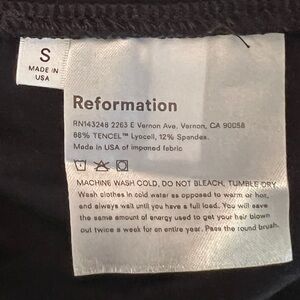 S
MADE IN
USA
Reformation
RN143248 2263 E Vernon Ave, Vernon, CA 90058
88% TENCEL™ Lyocell, 12% Spandex.
Made in USA of imported fabric
MACHINE WASH COLD, DO NOT BLEACH, TUMBLE DRY
Wash clothes in cold water as opposed to warm or hot,
and always wait until you have a full load. You will save
the same amount of energy used to get your hair blown
out twice a week for an entire year. Pass the round brush.